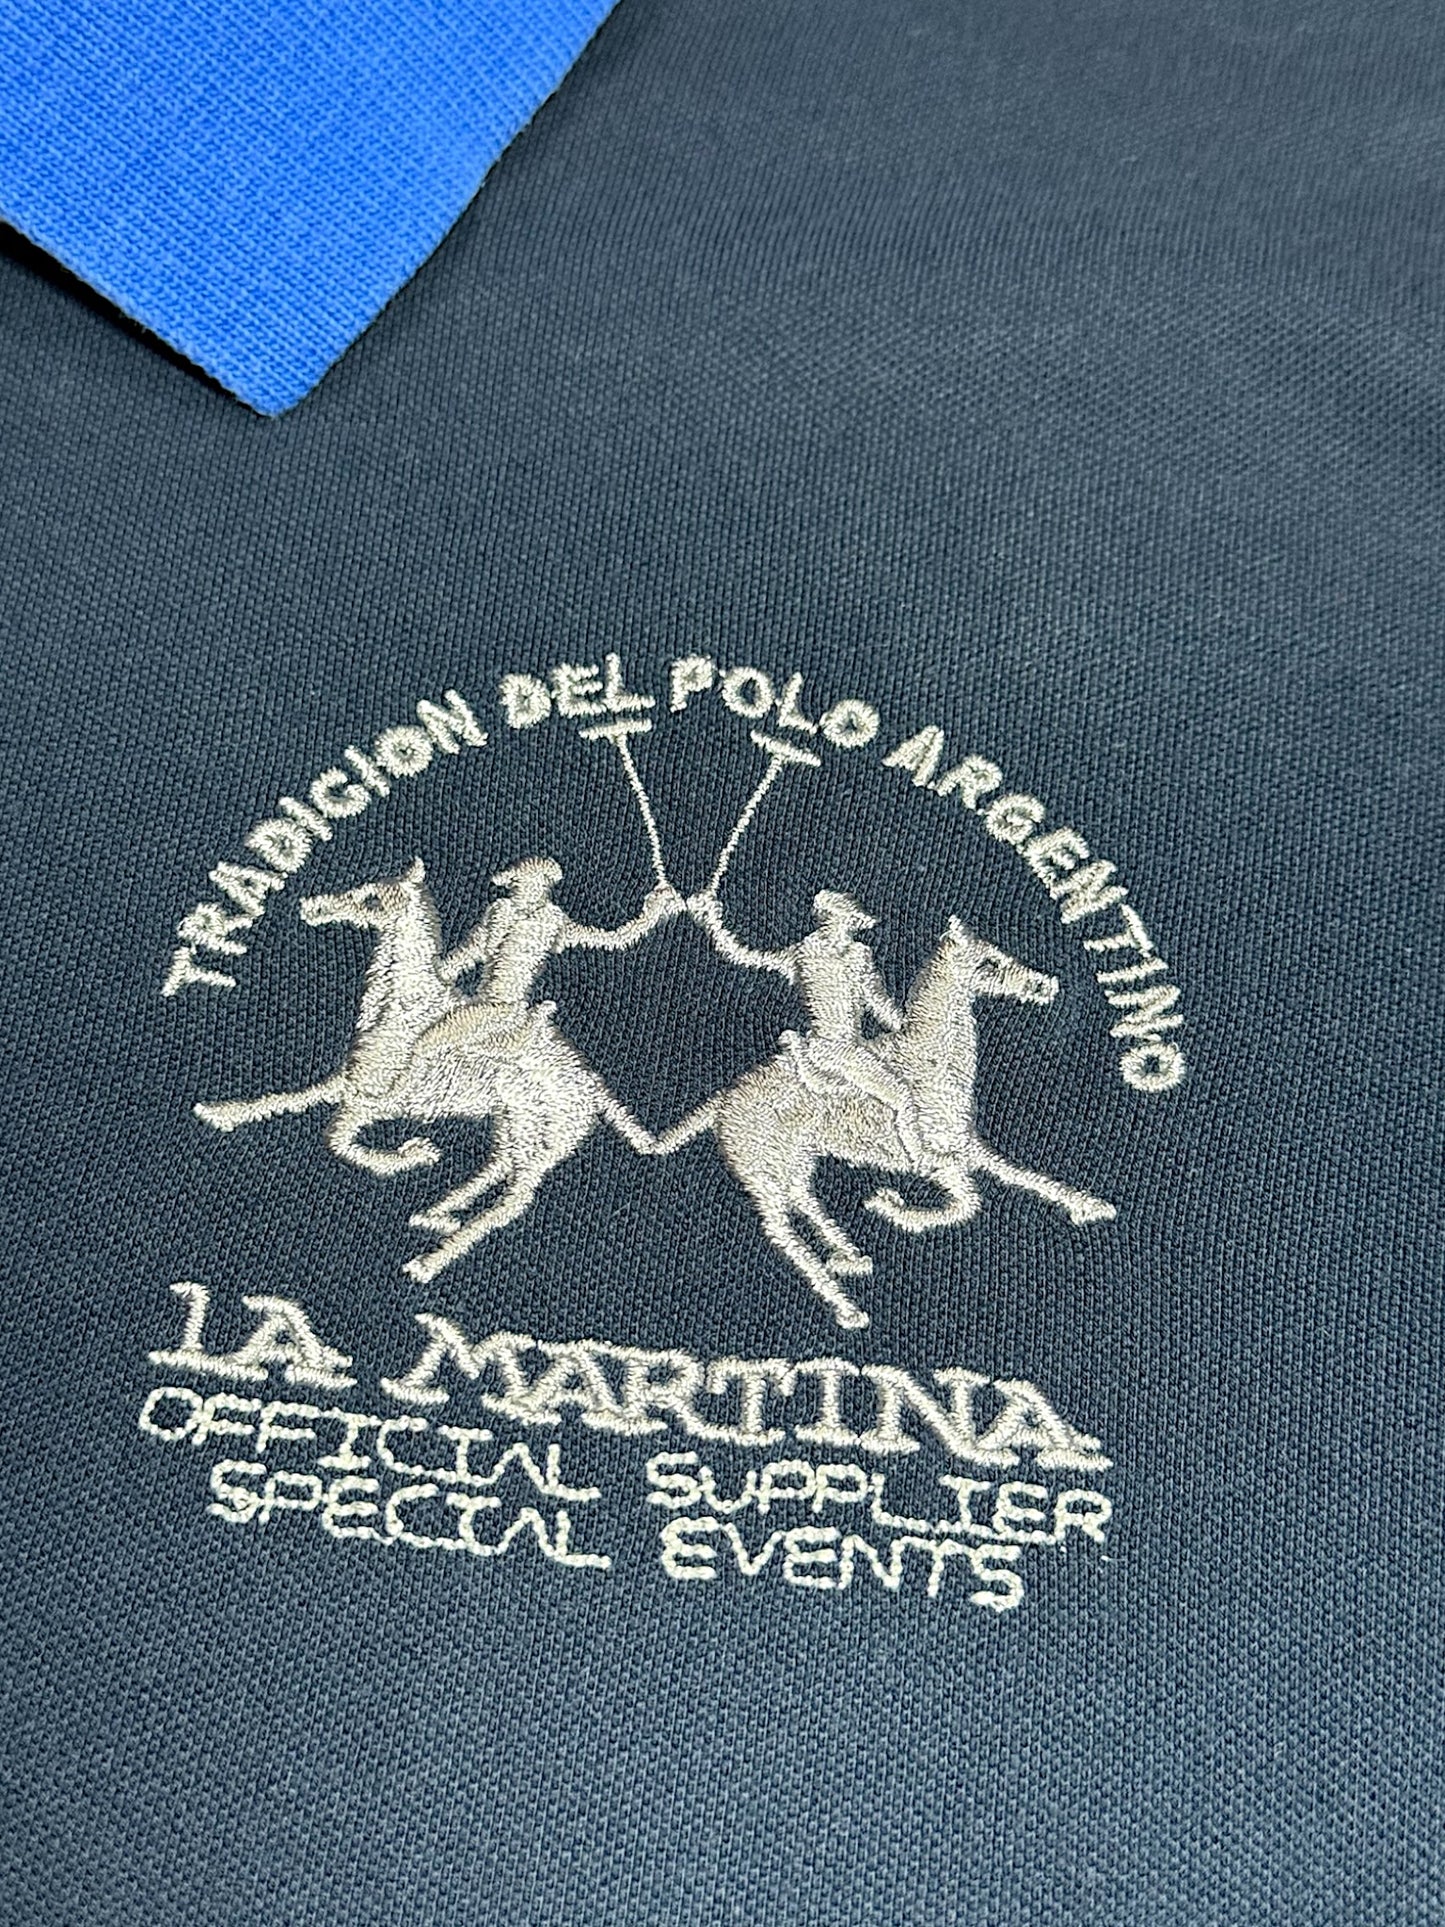 TRADICION DEL POLO ARGENTINO
LA MARTINA
OFFICIAL SUPPLIER
SPECIAL EVENTS